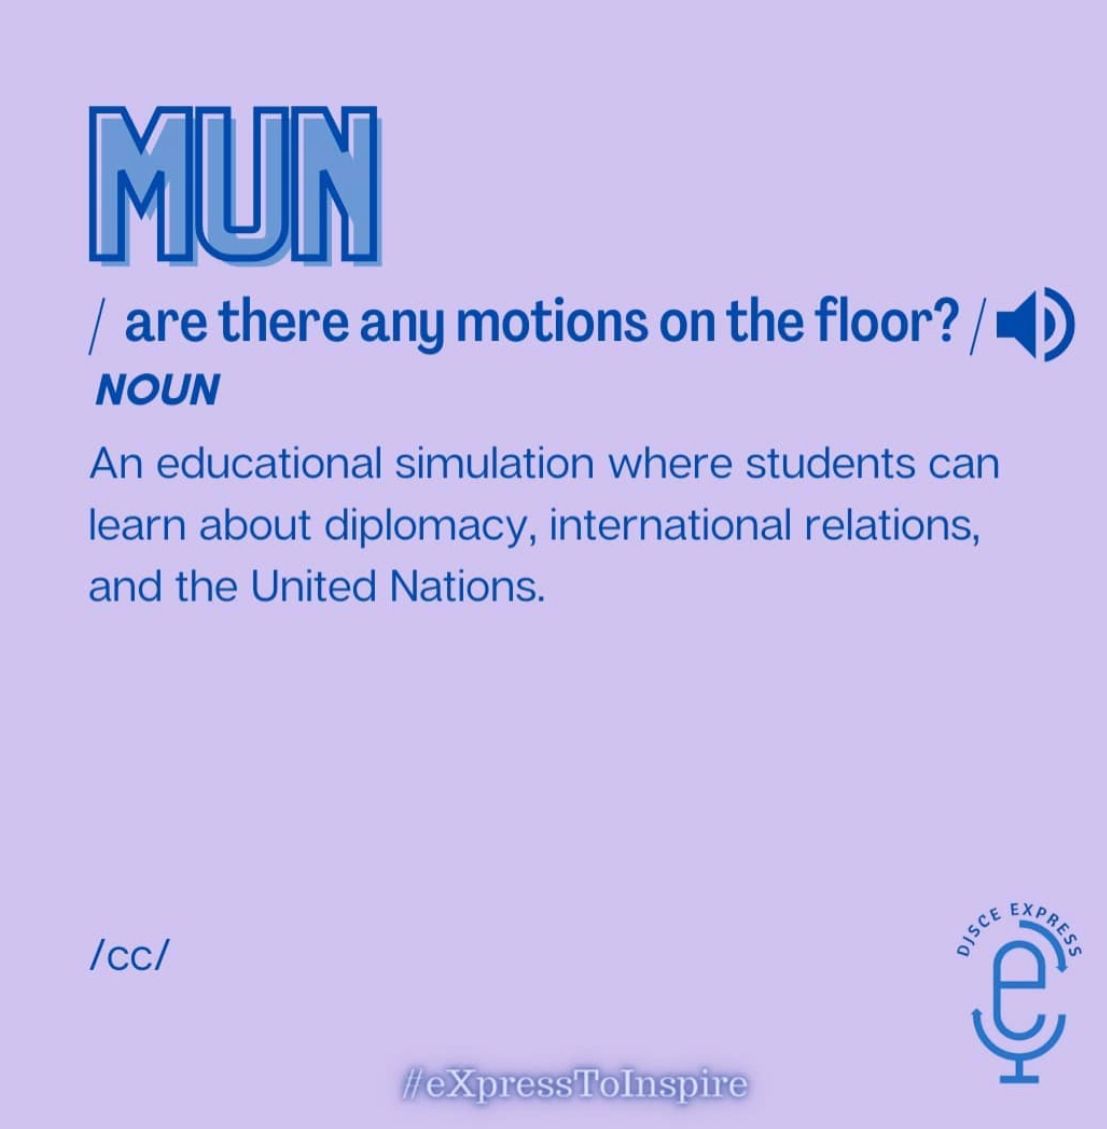 MUN
/ are there any motions on the floor? /
NOUN
An educational simulation where students can
learn about diplomacy, international relations,
and the United Nations.
/cc/
DISCE EXPRESS
e
#eXpressToInspire